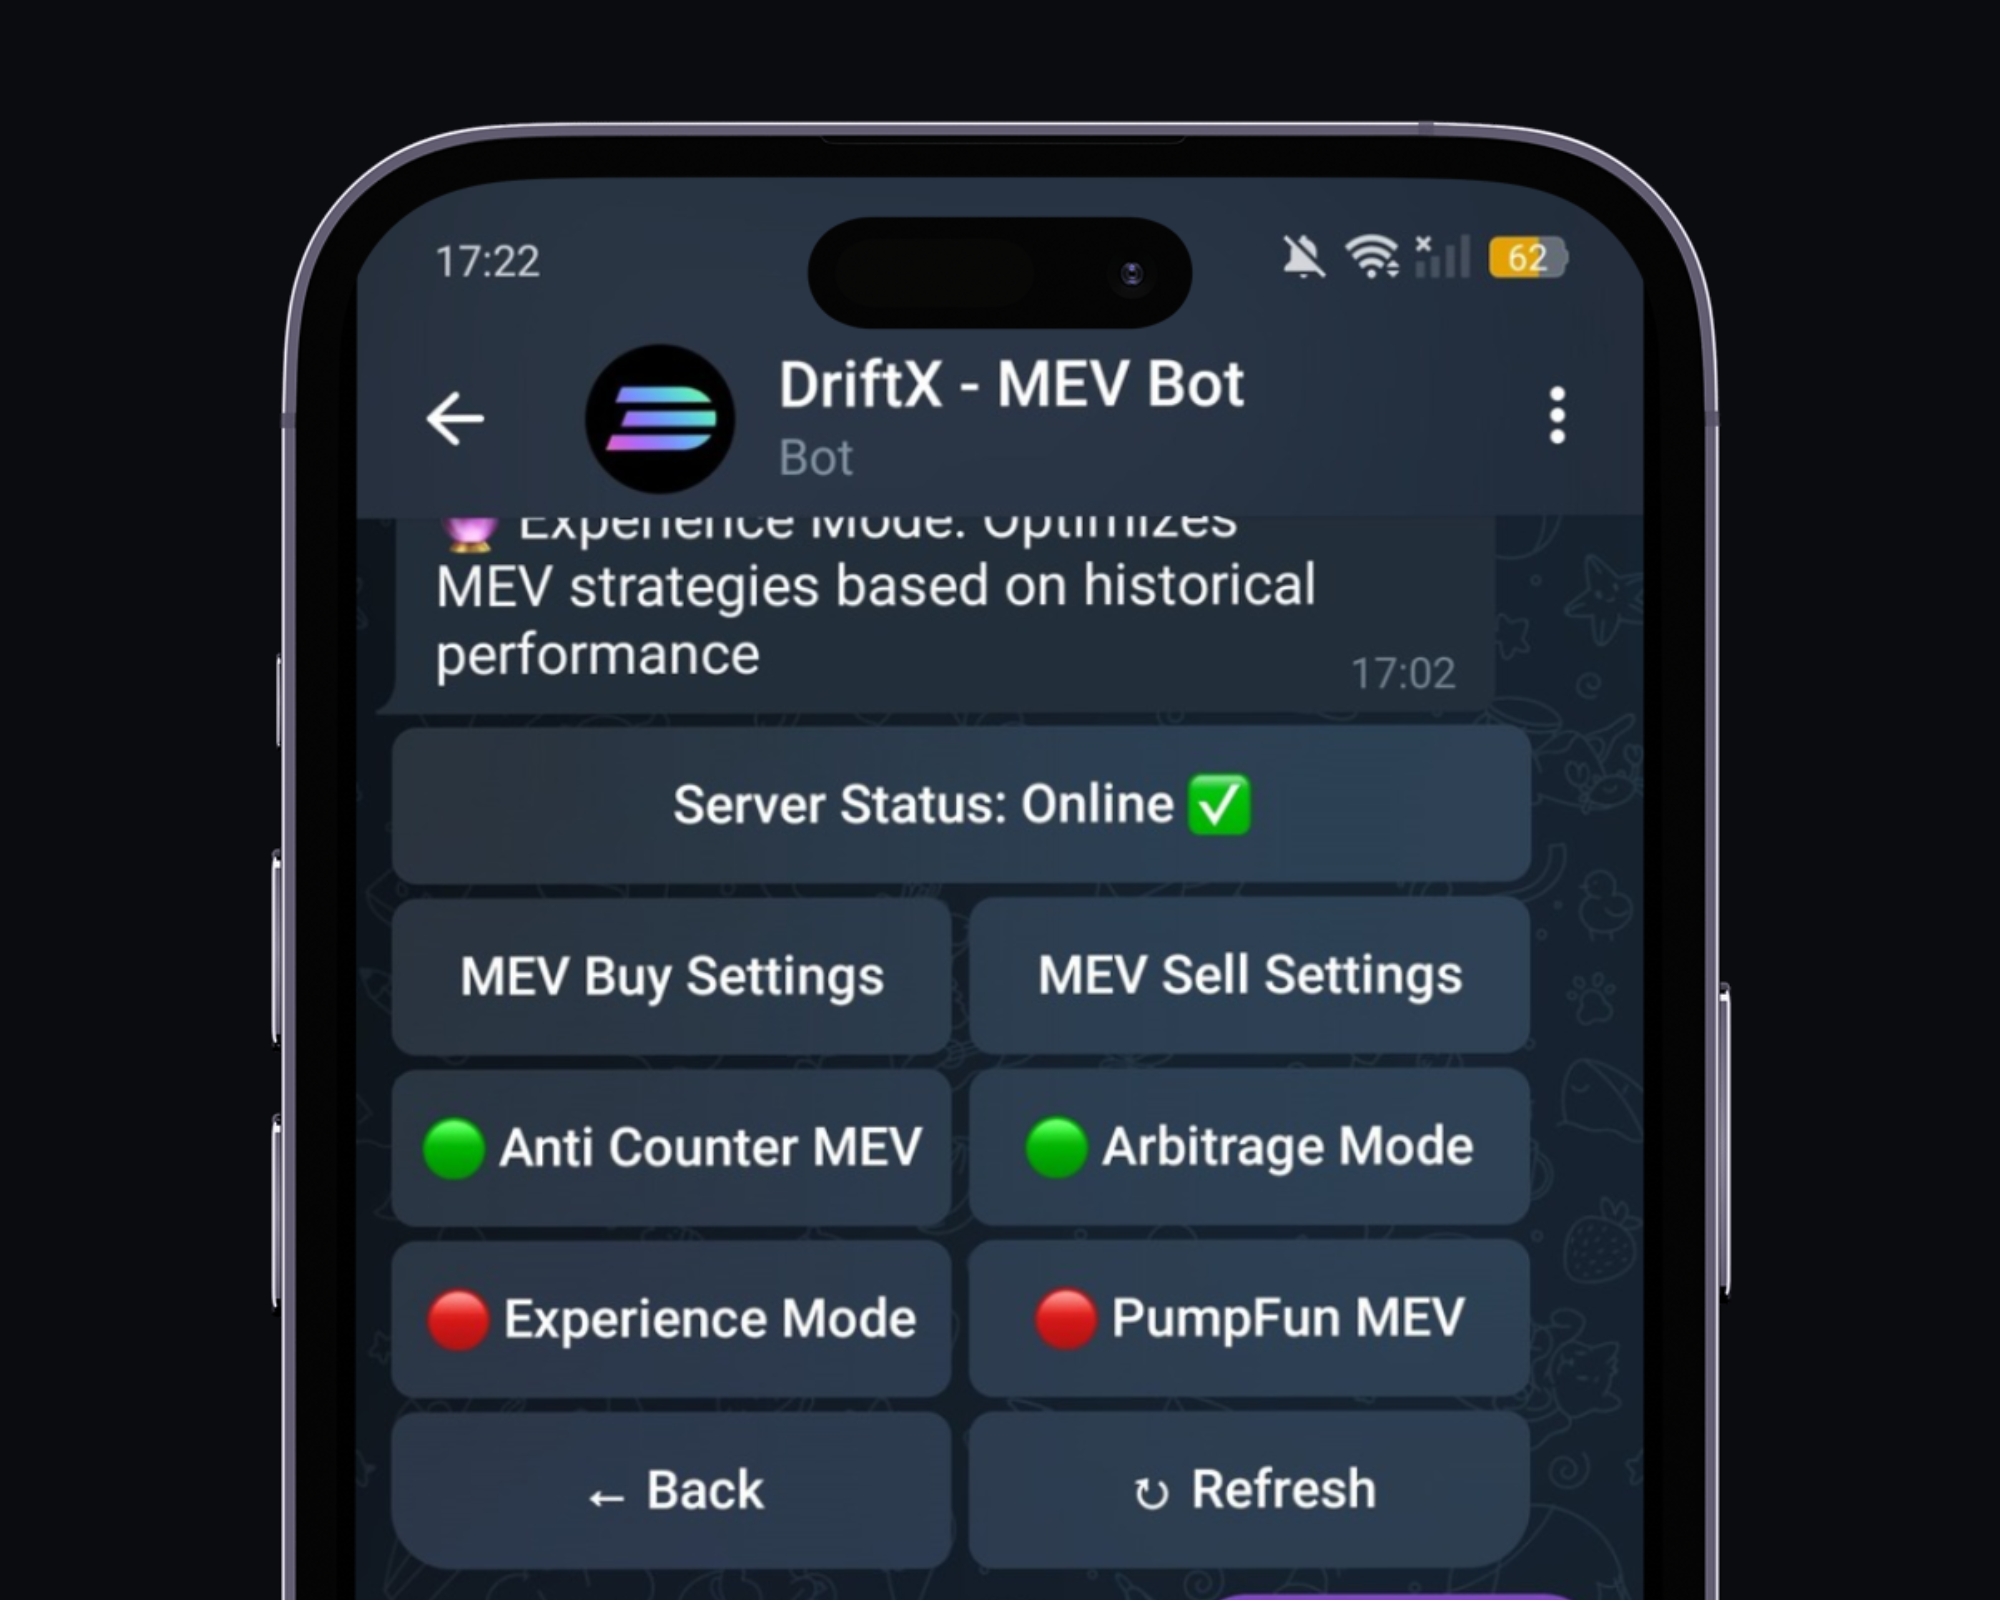 17:22
62
DriftX - MEV Bot
Bot
🔮 Experience Mode: Optimizes
MEV strategies based on historical
performance
17:02
Server Status: Online ✅
MEV Buy Settings
MEV Sell Settings
🟢 Anti Counter MEV
🟢 Arbitrage Mode
🔴 Experience Mode
🔴 PumpFun MEV
← Back
↻ Refresh